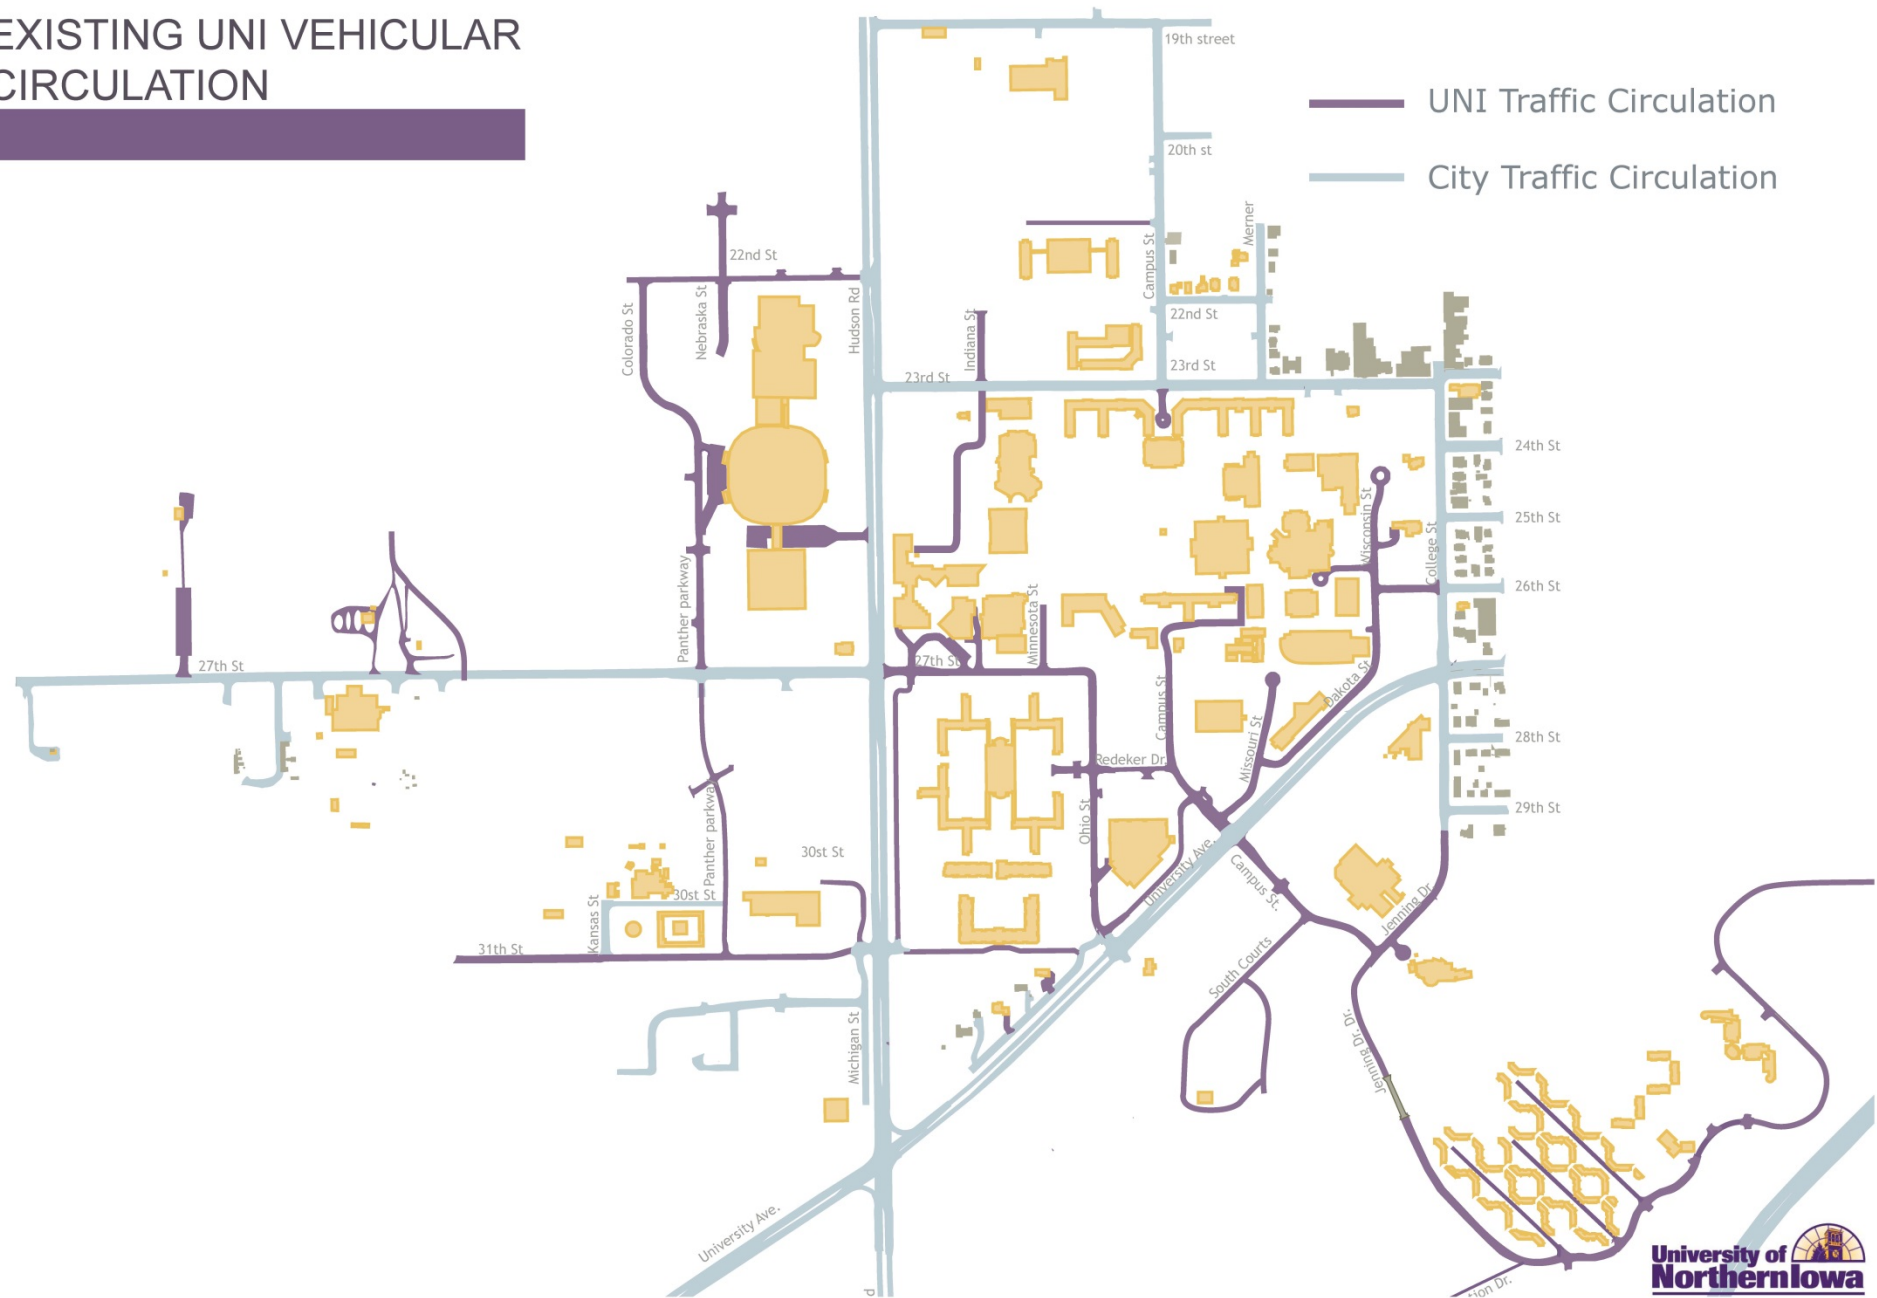 EXISTING UNI VEHICULAR
CIRCULATION
19th street
UNI Traffic Circulation
20th st
City Traffic Circulation
Merner
22nd St
Campus St
Nebraska St
Colorado St
Hudson Rd
Indiana St
22nd St
23rd St
23rd St
24th St
Wisconsin St
25th St
College St
Panther parkway
26th St
Minnesota St
27th St
27th St
Dakota St
Campus St
Missouri St
28th St
Redeker Dr.
Panther parkway
Ohio St
29th St
30st St
University Ave.
Campus St.
30st St
Kansas St
Jenning Dr.
31th St
South Courts
Michigan St
Jenning Dr. Dr.
University Ave.
d
tion Dr.
University of
Northern Iowa